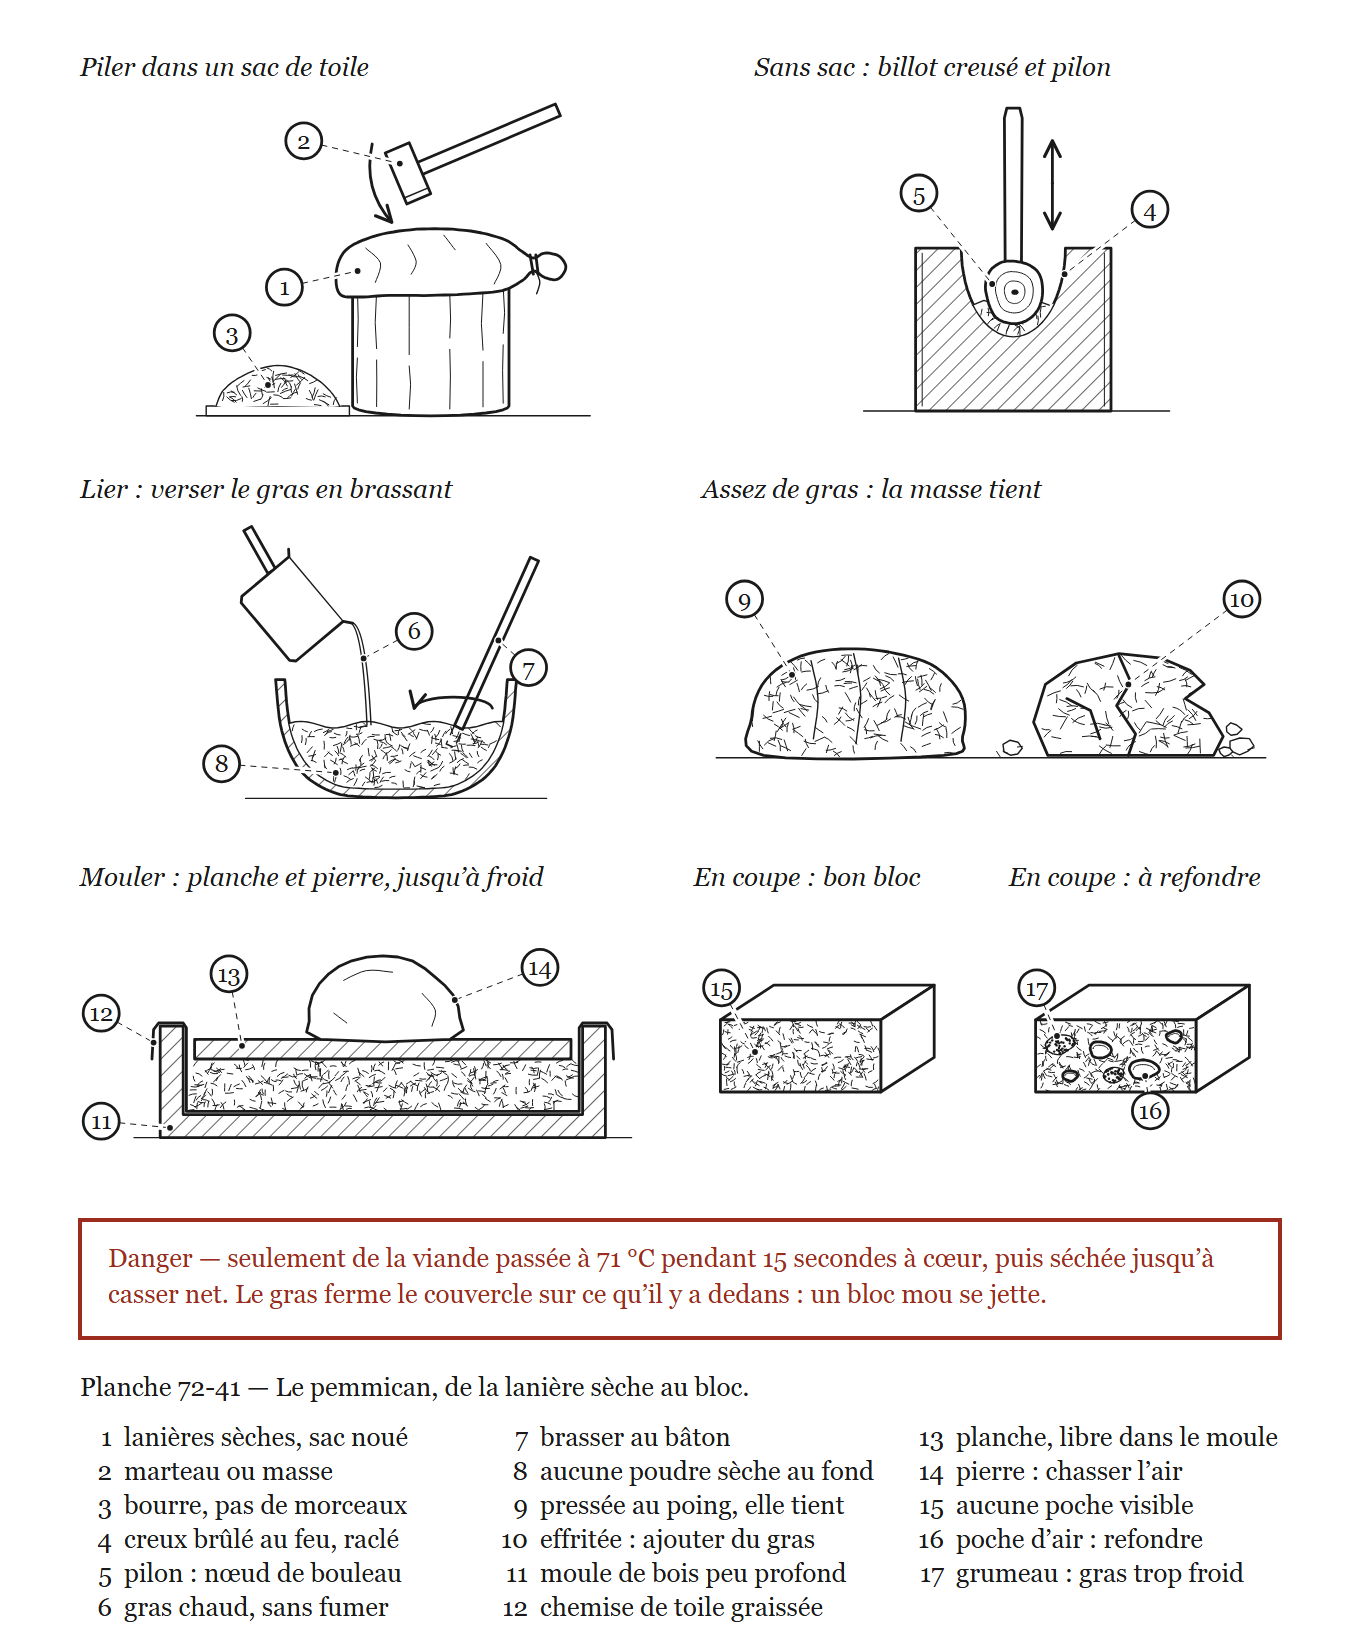 Piler dans un sac de toile
Sans sac : billot creusé et pilon
2
5
4
1
3
Lier : verser le gras en brassant
Assez de gras : la masse tient
6
7
8
9
10
Mouler : planche et pierre, jusqu’à froid
En coupe : bon bloc
En coupe : à refondre
13
14
12
11
15
17
16
Danger — seulement de la viande passée à 71 °C pendant 15 secondes à cœur, puis séchée jusqu’à
casser net. Le gras ferme le couvercle sur ce qu’il y a dedans : un bloc mou se jette.
Planche 72-41 — Le pemmican, de la lanière sèche au bloc.
1 lanières sèches, sac noué
2 marteau ou masse
3 bourre, pas de morceaux
4 creux brûlé au feu, raclé
5 pilon : nœud de bouleau
6 gras chaud, sans fumer
7 brasser au bâton
8 aucune poudre sèche au fond
9 pressée au poing, elle tient
10 effritée : ajouter du gras
11 moule de bois peu profond
12 chemise de toile graissée
13 planche, libre dans le moule
14 pierre : chasser l’air
15 aucune poche visible
16 poche d’air : refondre
17 grumeau : gras trop froid